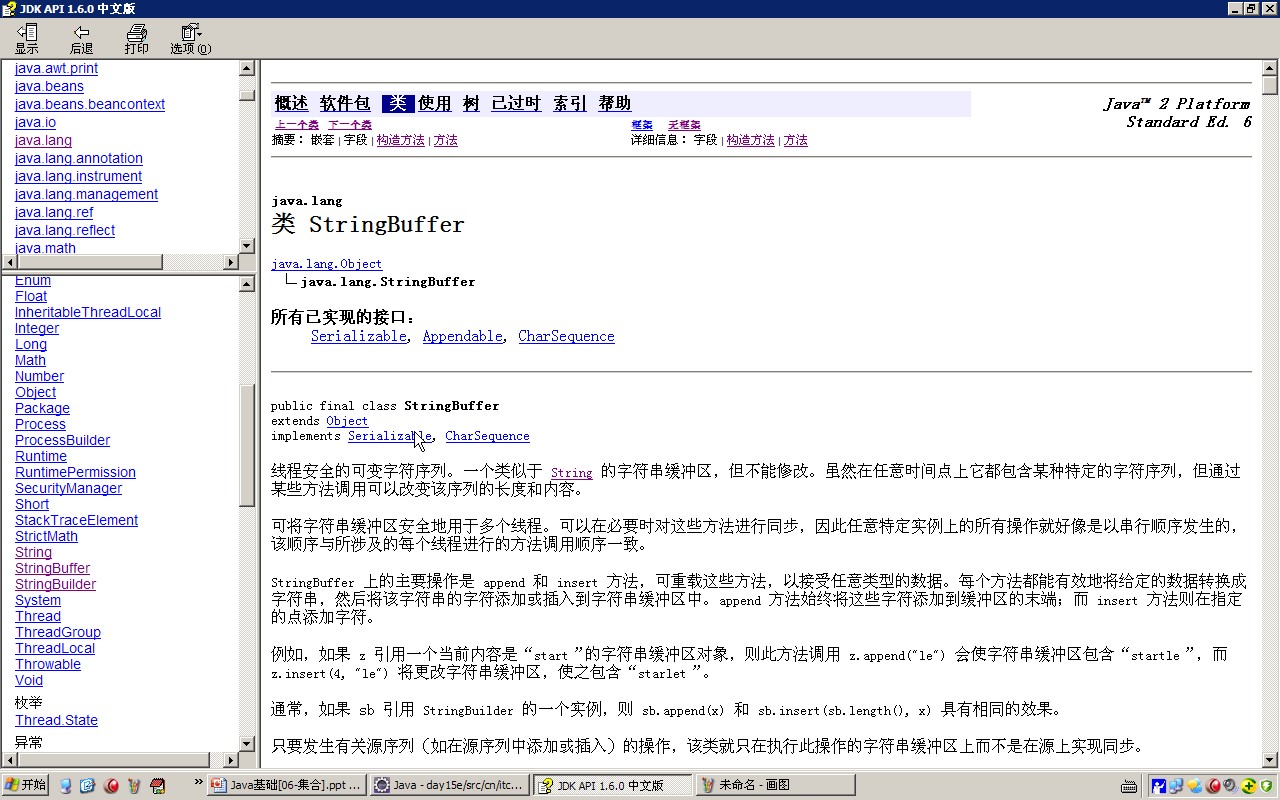 JDK API 1.6.0 中文版
显示 后退 打印 选项(O)
java.awt.print
java.beans
java.beans.beancontext
java.io
java.lang
java.lang.annotation
java.lang.instrument
java.lang.management
java.lang.ref
java.lang.reflect
java.math
Enum
Float
InheritableThreadLocal
Integer
Long
Math
Number
Object
Package
Process
ProcessBuilder
Runtime
RuntimePermission
SecurityManager
Short
StackTraceElement
StrictMath
String
StringBuffer
StringBuilder
System
Thread
ThreadGroup
ThreadLocal
Throwable
Void
枚举
Thread.State
异常
概述 软件包 类 使用 树 已过时 索引 帮助
Java™ 2 Platform
Standard Ed. 6
上一个类 下一个类 框架 无框架
摘要： 嵌套 | 字段 | 构造方法 | 方法 详细信息： 字段 | 构造方法 | 方法
java.lang
类 StringBuffer
java.lang.Object
java.lang.StringBuffer
所有已实现的接口：
Serializable, Appendable, CharSequence
public final class StringBuffer
extends Object
implements Serializable, CharSequence
线程安全的可变字符序列。一个类似于 String 的字符串缓冲区，但不能修改。虽然在任意时间点上它都包含某种特定的字符序列，但通过
某些方法调用可以改变该序列的长度和内容。
可将字符串缓冲区安全地用于多个线程。可以在必要时对这些方法进行同步，因此任意特定实例上的所有操作就好像是以串行顺序发生的，
该顺序与所涉及的每个线程进行的方法调用顺序一致。
StringBuffer 上的主要操作是 append 和 insert 方法，可重载这些方法，以接受任意类型的数据。每个方法都能有效地将给定的数据转换成
字符串，然后将该字符串的字符添加或插入到字符串缓冲区中。append 方法始终将这些字符添加到缓冲区的末端；而 insert 方法则在指定
的点添加字符。
例如，如果 z 引用一个当前内容是“start”的字符串缓冲区对象，则此方法调用 z.append("le") 会使字符串缓冲区包含“startle”，而
z.insert(4, "le") 将更改字符串缓冲区，使之包含“starlet”。
通常，如果 sb 引用 StringBuilder 的一个实例，则 sb.append(x) 和 sb.insert(sb.length(), x) 具有相同的效果。
只要发生有关源序列（如在源序列中添加或插入）的操作，该类就只在执行此操作的字符串缓冲区上而不是在源上实现同步。
开始 » Java基础[06-集合].ppt ... Java - day15e/src/cn/itc... JDK API 1.6.0 中文版 未命名 - 画图